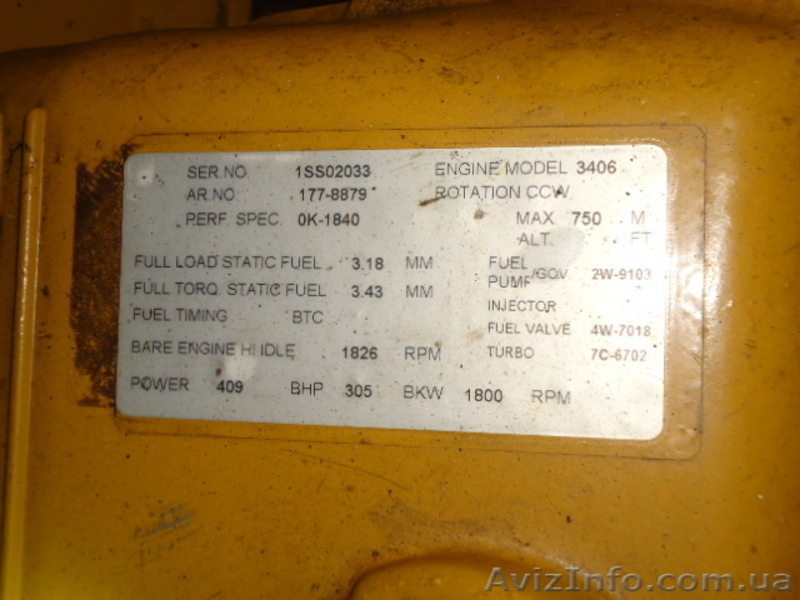 SER.NO. 1SS02033 ENGINE MODEL 3406
AR.NO. 177-8879 ROTATION CCW
PERF. SPEC. 0K-1840 MAX 750 M
ALT. FT.
FULL LOAD STATIC FUEL 3.18 MM FUEL
PUMP/GOV. 2W-9103
FULL TORQ. STATIC FUEL 3.43 MM
INJECTOR
FUEL TIMING BTC
FUEL VALVE 4W-7018
BARE ENGINE HI IDLE 1826 RPM TURBO 7C-6702
POWER 409 BHP 305 BKW 1800 RPM
AvizInfo.com.ua